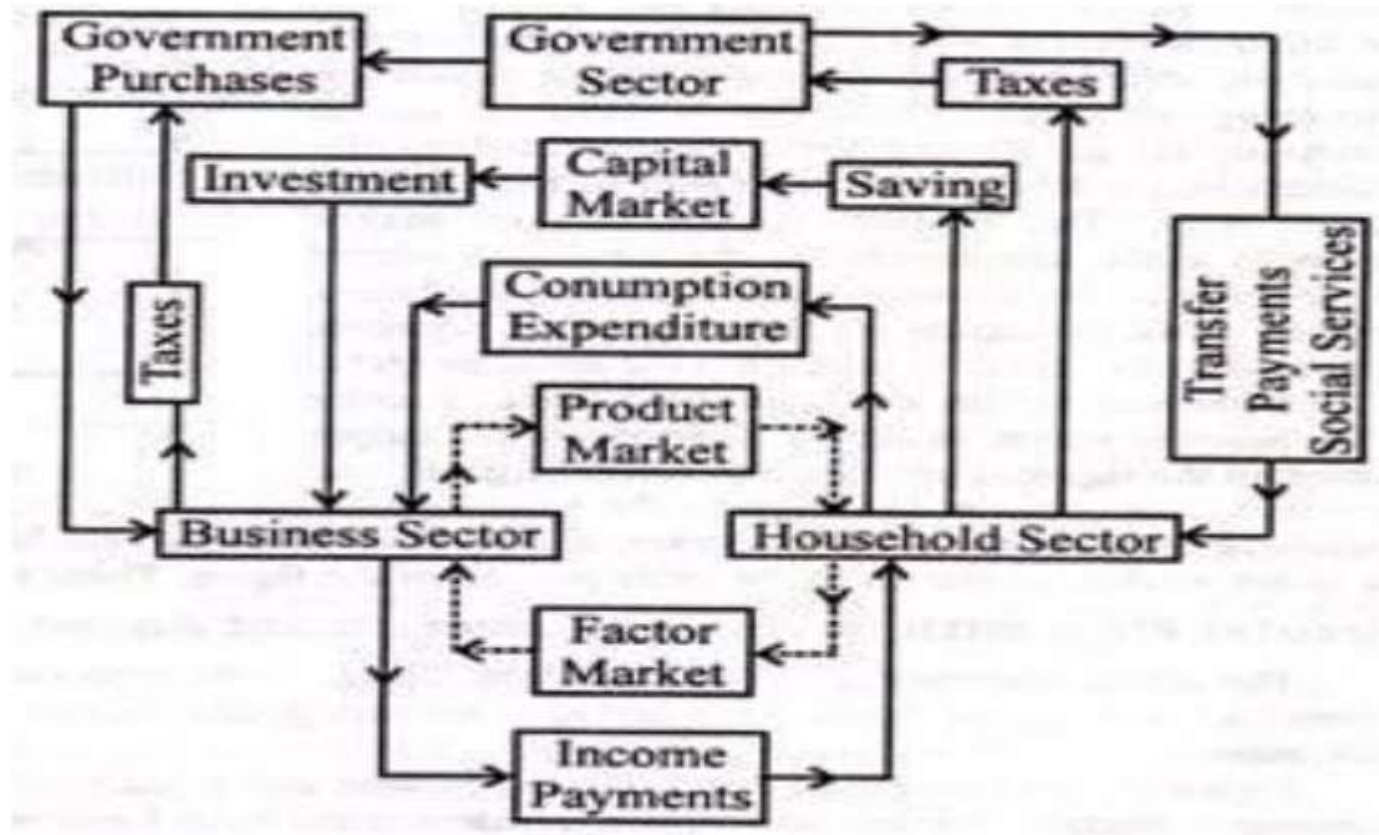 Government
Purchases
Government
Sector
Taxes
Investment
Capital
Market
Saving
Conumption
Expenditure
Taxes
Transfer
Payments
Social Services
Product
Market
Business Sector
Household Sector
Factor
Market
Income
Payments